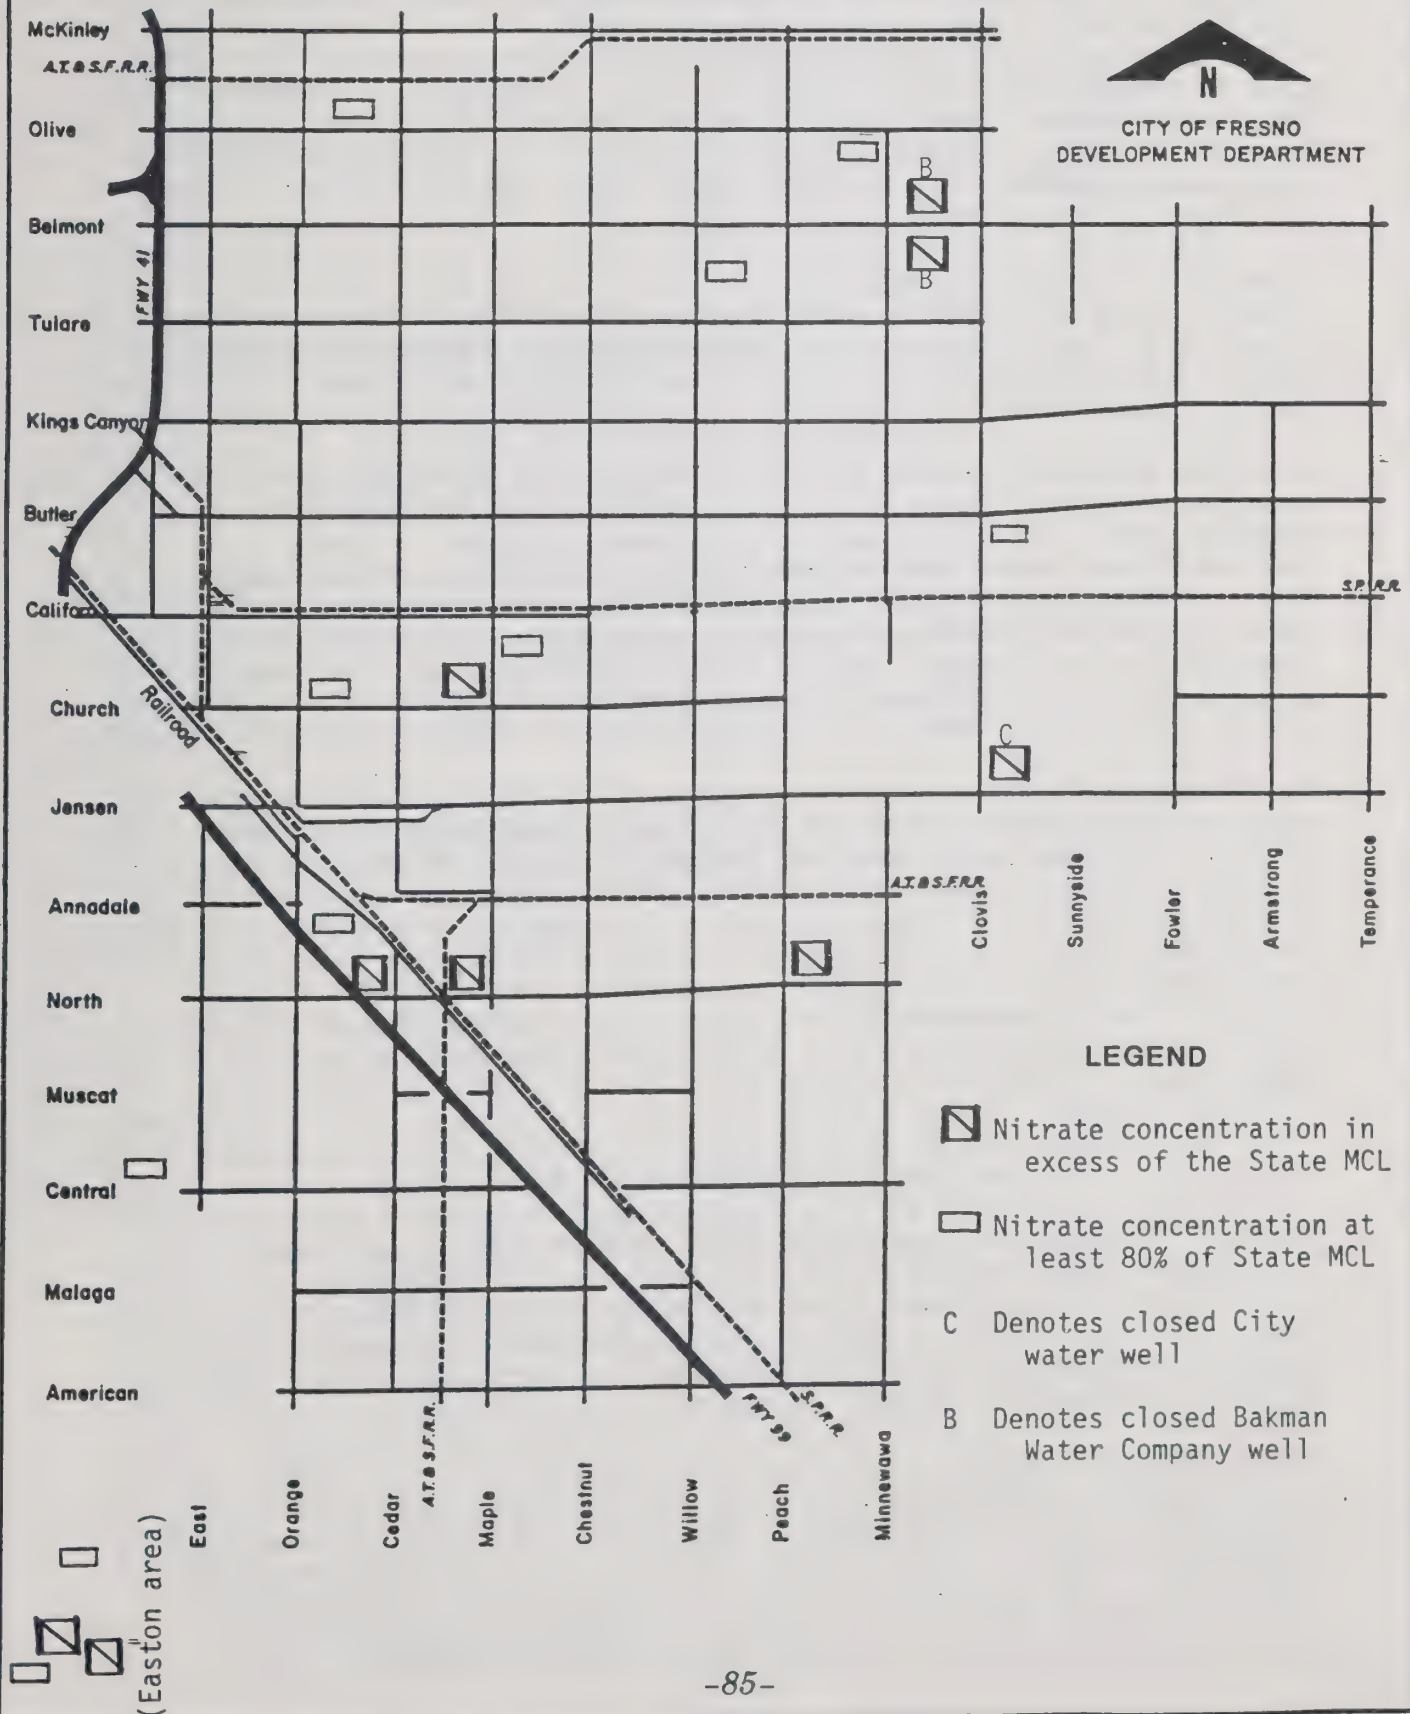 McKinley
A.T. & S.F. R.R.
Olive
Belmont
FWY 41
Tulare
Kings Canyon
Butler
Califor
Church
Railroad
Jensen
Annadale
North
Muscat
Central
Malaga
American
N
CITY OF FRESNO
DEVELOPMENT DEPARTMENT
B
B
S.P. R.R.
C
A.T. & S.F. R.R.
Clovis
Sunnyside
Fowler
Armstrong
Temperance
LEGEND
Nitrate concentration in
excess of the State MCL
Nitrate concentration at
least 80% of State MCL
C Denotes closed City
water well
B Denotes closed Bakman
Water Company well
FWY 99
S.P.R.R.
East
Orange
Cedar
A.T. & S.F. R.R.
Maple
Chestnut
Willow
Peach
Minnewawa
(Easton area)
-85-